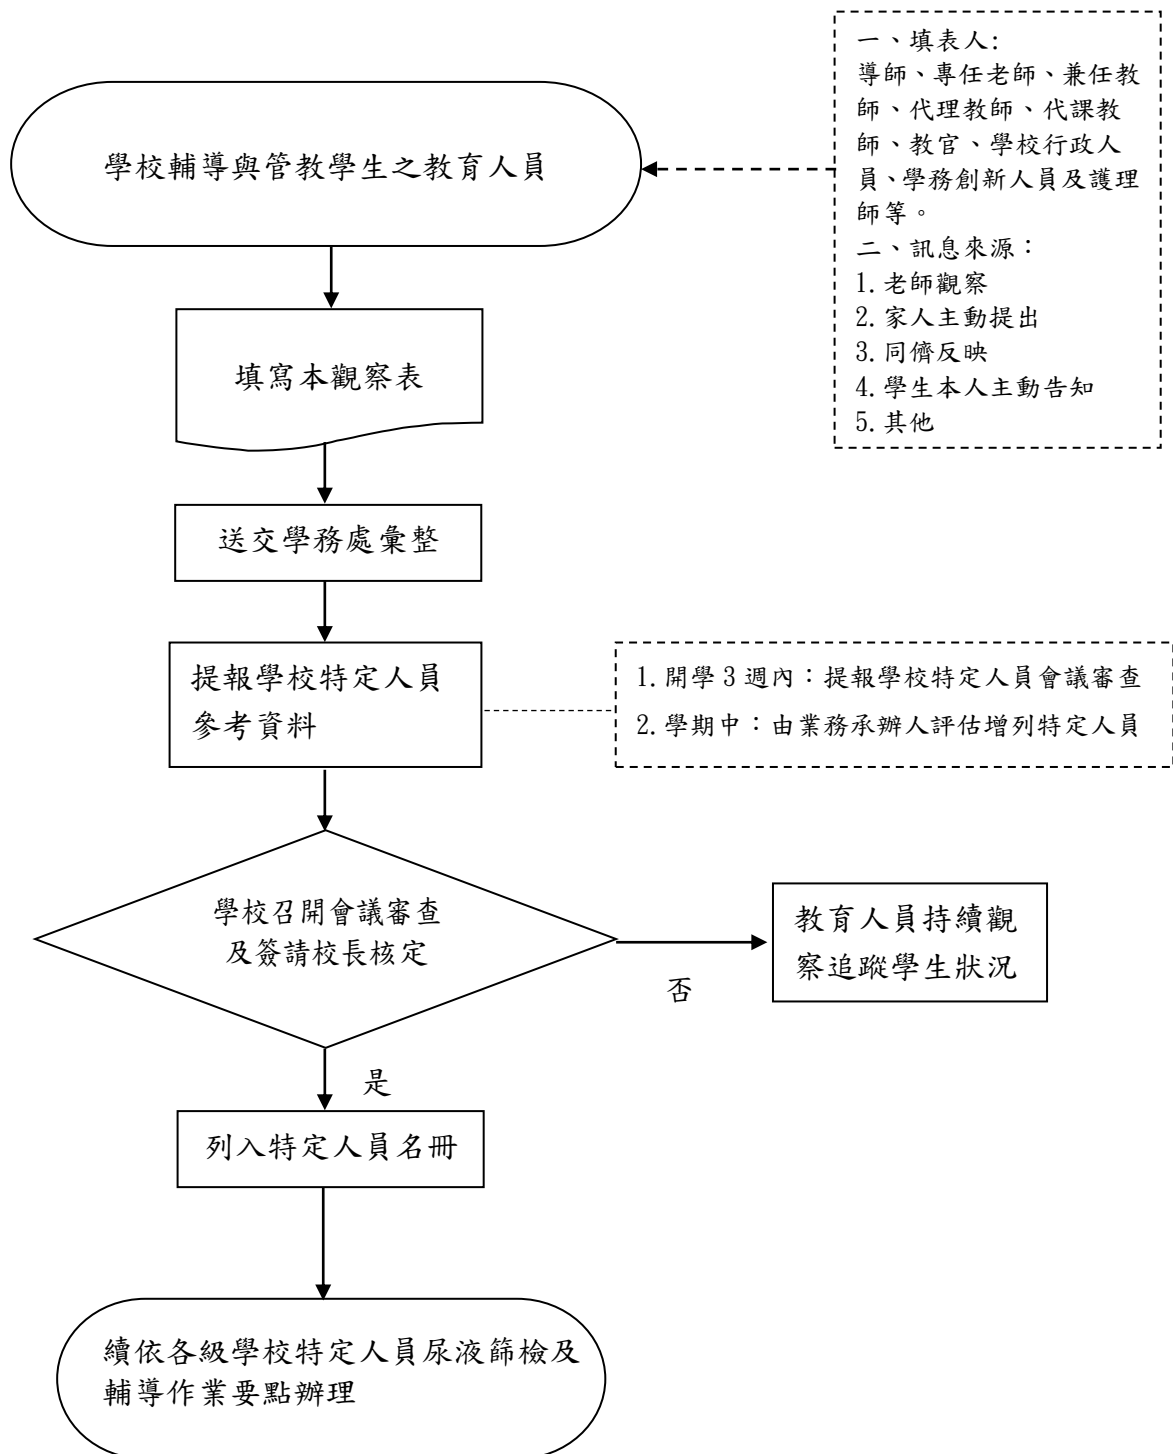 一、填表人:
導師、專任老師、兼任教
師、代理教師、代課教
師、教官、學校行政人
員、學務創新人員及護理
師等。
二、訊息來源：
1.老師觀察
2.家人主動提出
3.同儕反映
4.學生本人主動告知
5.其他
學校輔導與管教學生之教育人員
填寫本觀察表
送交學務處彙整
提報學校特定人員
參考資料
1.開學3週內：提報學校特定人員會議審查
2.學期中：由業務承辦人評估增列特定人員
學校召開會議審查
及簽請校長核定
否
教育人員持續觀
察追蹤學生狀況
是
列入特定人員名冊
續依各級學校特定人員尿液篩檢及
輔導作業要點辦理